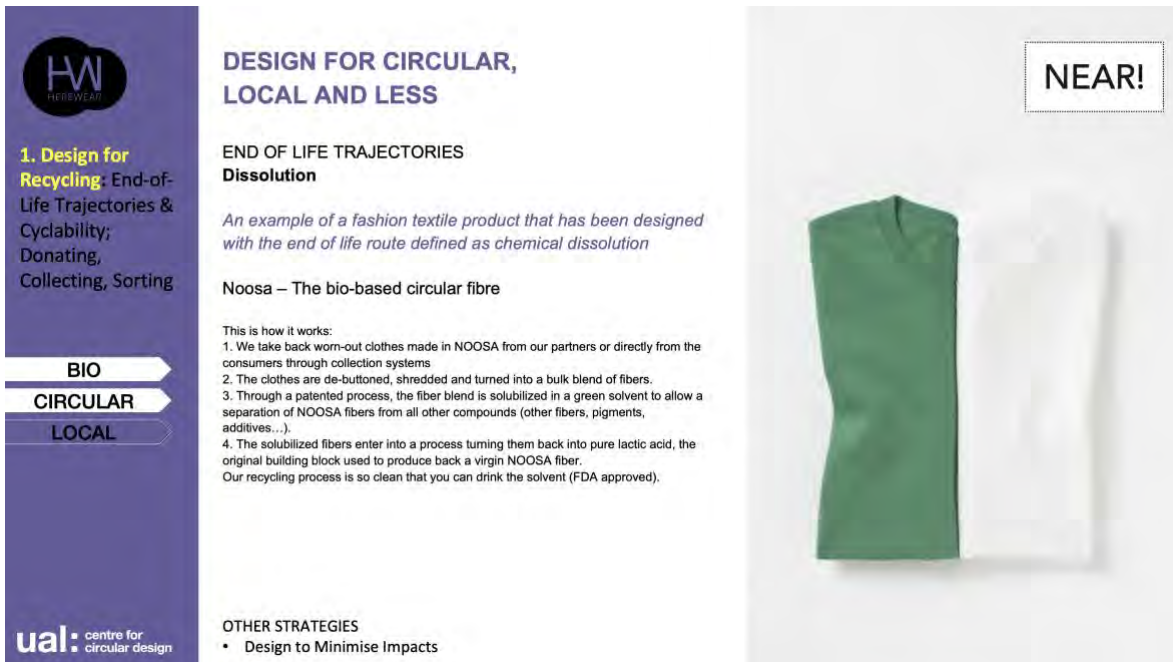 HW
HEREWEAR
1. Design for
Recycling: End-of-
Life Trajectories &
Cyclability;
Donating,
Collecting, Sorting
BIO
CIRCULAR
LOCAL
ual: centre for
circular design
DESIGN FOR CIRCULAR,
LOCAL AND LESS
END OF LIFE TRAJECTORIES
Dissolution
An example of a fashion textile product that has been designed
with the end of life route defined as chemical dissolution
Noosa – The bio-based circular fibre
This is how it works:
1. We take back worn-out clothes made in NOOSA from our partners or directly from the
consumers through collection systems
2. The clothes are de-buttoned, shredded and turned into a bulk blend of fibers.
3. Through a patented process, the fiber blend is solubilized in a green solvent to allow a
separation of NOOSA fibers from all other compounds (other fibers, pigments,
additives…).
4. The solubilized fibers enter into a process turning them back into pure lactic acid, the
original building block used to produce back a virgin NOOSA fiber.
Our recycling process is so clean that you can drink the solvent (FDA approved).
OTHER STRATEGIES
• Design to Minimise Impacts
NEAR!